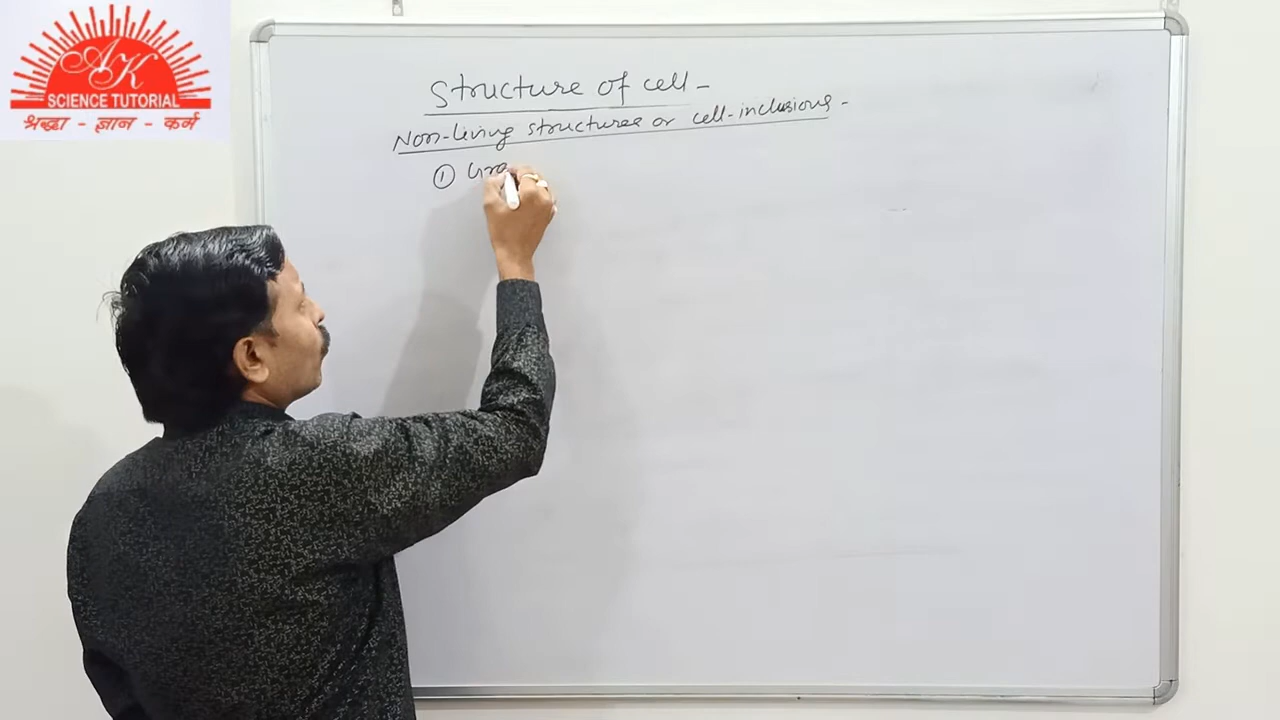 AK
SCIENCE TUTORIAL
श्रद्धा - ज्ञान - कर्म
Structure of cell -
Non-living structures or cell-inclusions -
① Gra